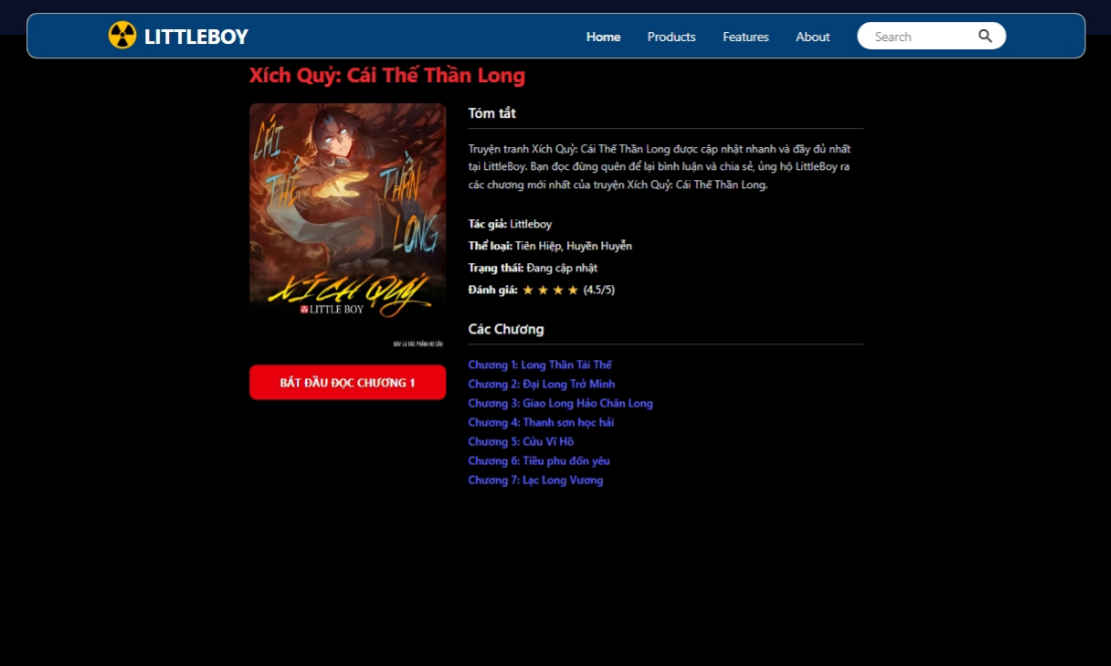 LITTLEBOY
Home
Products
Features
About
Search
Xích Quỷ: Cái Thế Thần Long
CÁI
THẾ
THẦN
LONG
XÍCH QUỶ
LITTLE BOY
ĐÂY LÀ TÁC PHẨM HƯ CẤU
BẮT ĐẦU ĐỌC CHƯƠNG 1
Tóm tắt
Truyện tranh Xích Quỷ: Cái Thế Thần Long được cập nhật nhanh và đầy đủ nhất
tại LittleBoy. Bạn đọc đừng quên để lại bình luận và chia sẻ, ủng hộ LittleBoy ra
các chương mới nhất của truyện Xích Quỷ: Cái Thế Thần Long.
Tác giả: Littleboy
Thể loại: Tiên Hiệp, Huyền Huyễn
Trạng thái: Đang cập nhật
Đánh giá: ★ ★ ★ ★ (4.5/5)
Các Chương
Chương 1: Long Thần Tái Thế
Chương 2: Đại Long Trở Mình
Chương 3: Giao Long Hảo Chân Long
Chương 4: Thanh sơn học hải
Chương 5: Cửu Vĩ Hồ
Chương 6: Tiều phu đốn yêu
Chương 7: Lạc Long Vương